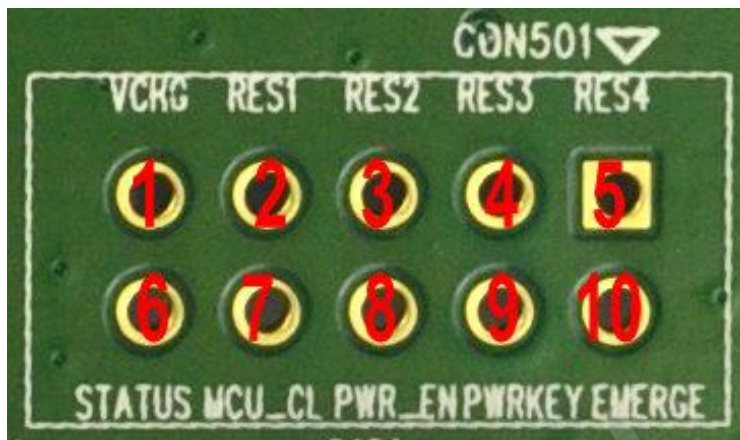 CON501
VCHG RES1 RES2 RES3 RES4
1 2 3 4 5
6 7 8 9 10
STATUS MCU_CL PWR_EN PWRKEY EMERGE